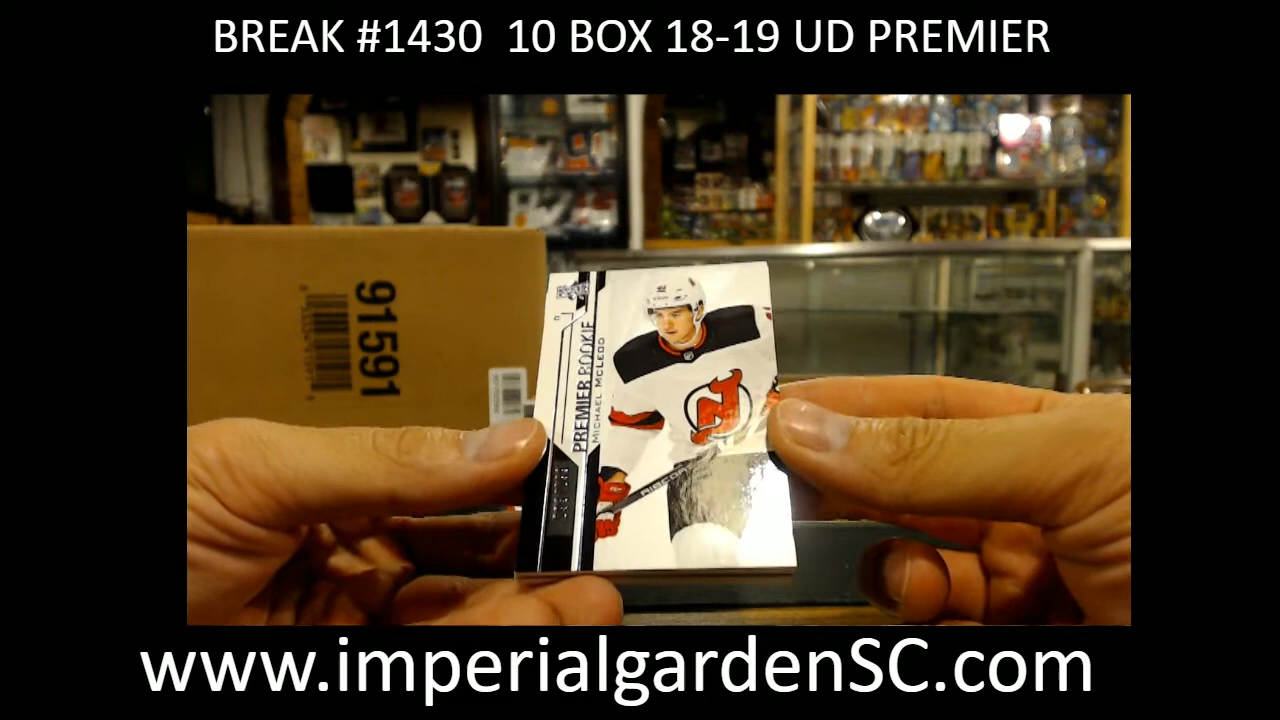 BREAK #1430 10 BOX 18-19 UD PREMIER
91591
PREMIER ROOKIE
MICHAEL MCLEOD
www.imperialgardenSC.com